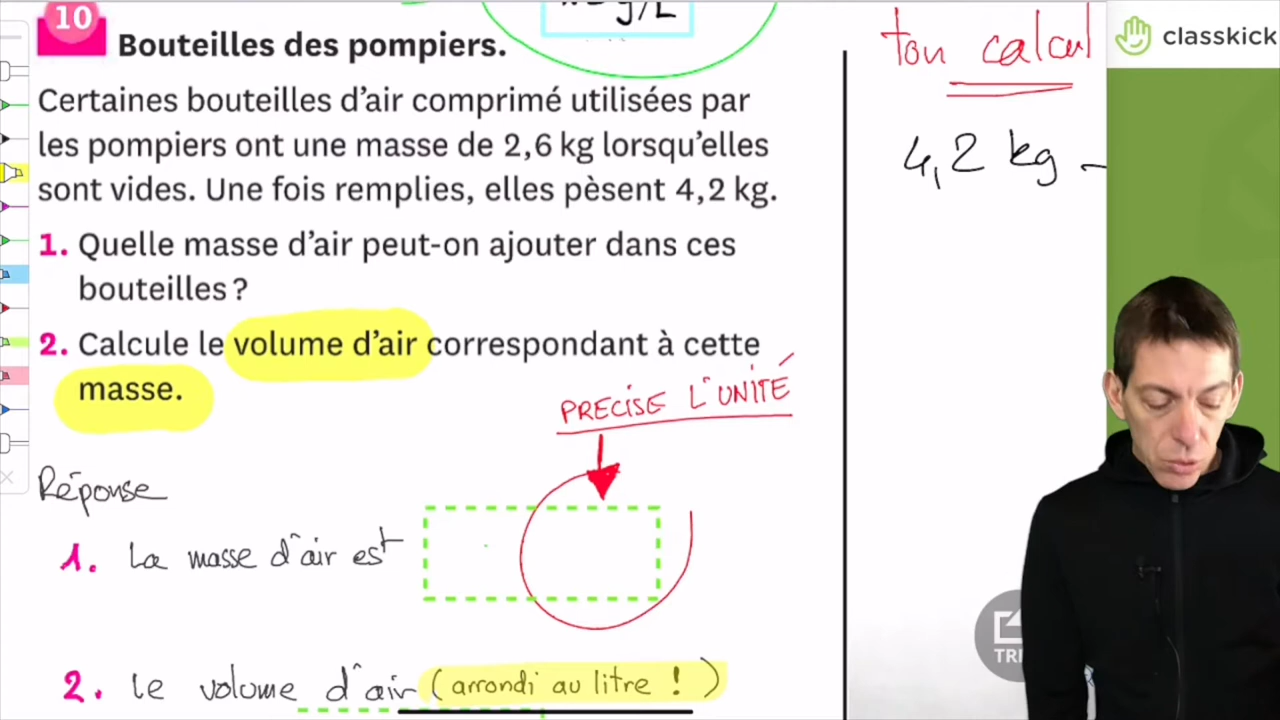 10
g/L
ton calcul
classkick
Bouteilles des pompiers.
Certaines bouteilles d'air comprimé utilisées par
les pompiers ont une masse de 2,6 kg lorsqu'elles
sont vides. Une fois remplies, elles pèsent 4,2 kg.
4,2 kg -
1. Quelle masse d'air peut-on ajouter dans ces
bouteilles ?
2. Calcule le volume d'air correspondant à cette
masse.
PRECISE L'UNITÉ
Réponse
1. La masse d'air est
TRI
2. Le volume d'air (arrondi au litre ! )